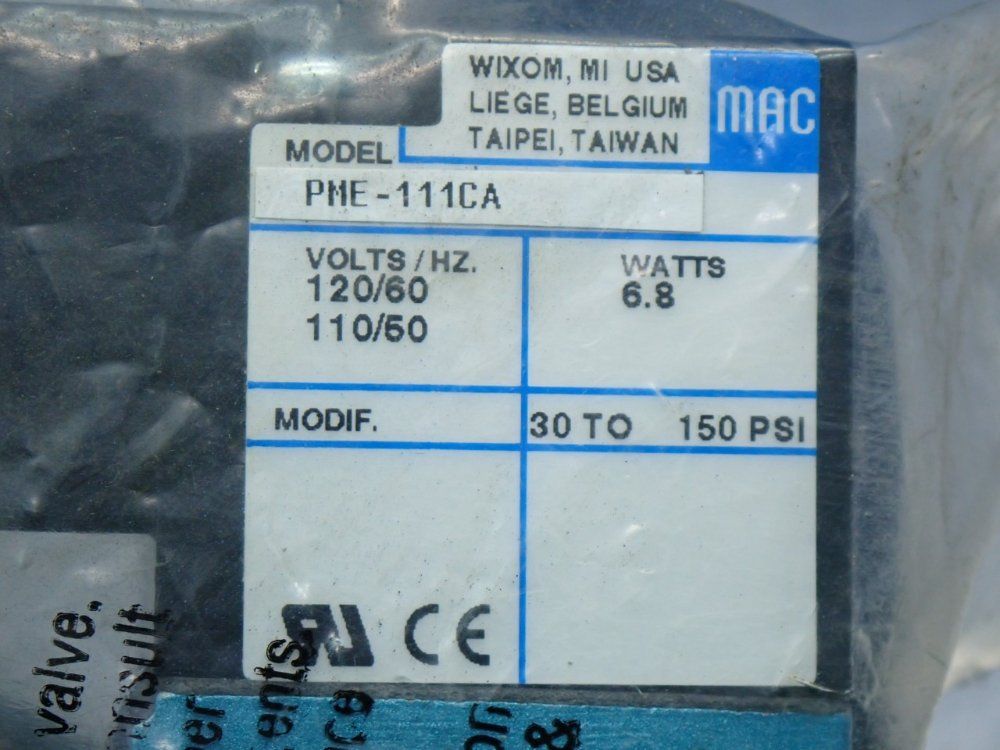 WIXOM, MI USA
LIEGE, BELGIUM
TAIPEI, TAIWAN
MAC
MODEL
PME-111CA
VOLTS/HZ.
120/60
110/50
WATTS
6.8
MODIF.
30 TO 150 PSI
CE
valve.